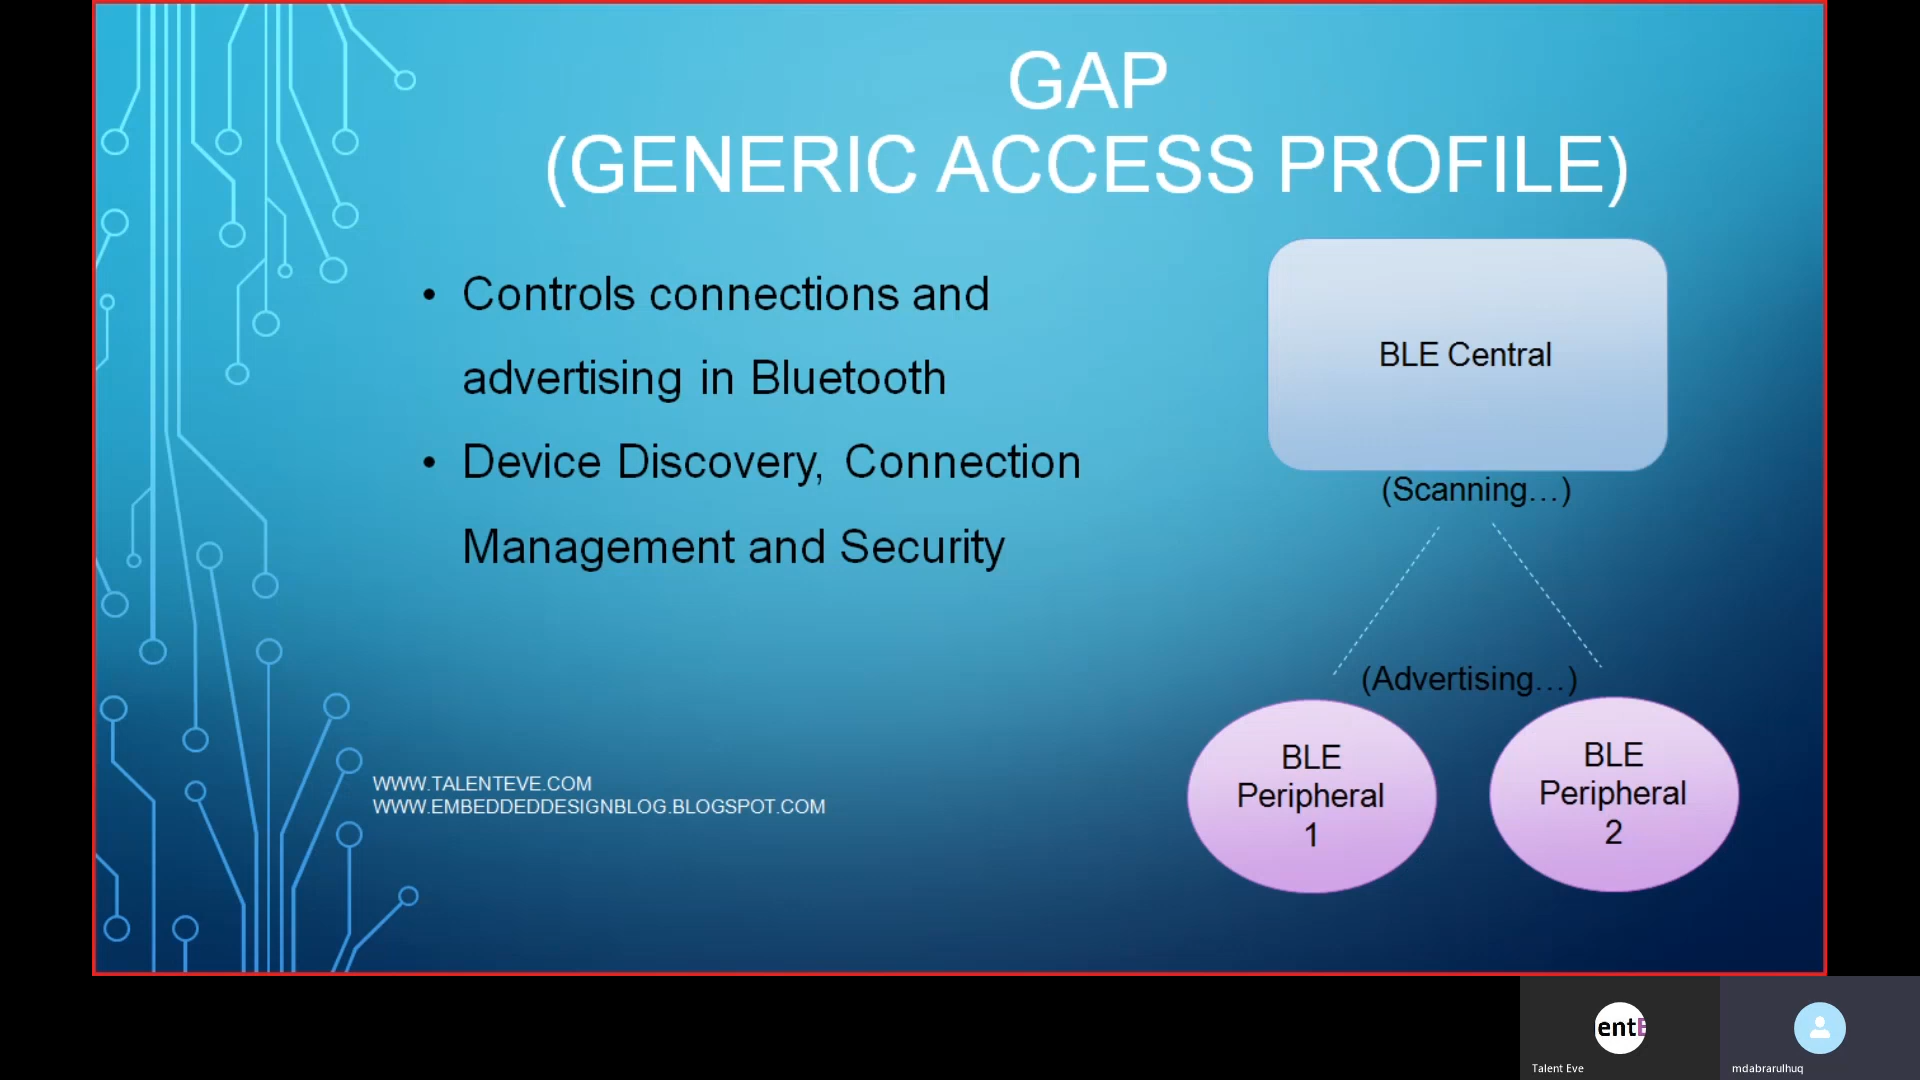 GAP
(GENERIC ACCESS PROFILE)
• Controls connections and
advertising in Bluetooth
• Device Discovery, Connection
Management and Security
BLE Central
(Scanning...)
(Advertising...)
BLE
Peripheral
1
BLE
Peripheral
2
WWW.TALENTEVE.COM
WWW.EMBEDDEDDESIGNBLOG.BLOGSPOT.COM
entE
Talent Eve
mdabrarulhuq